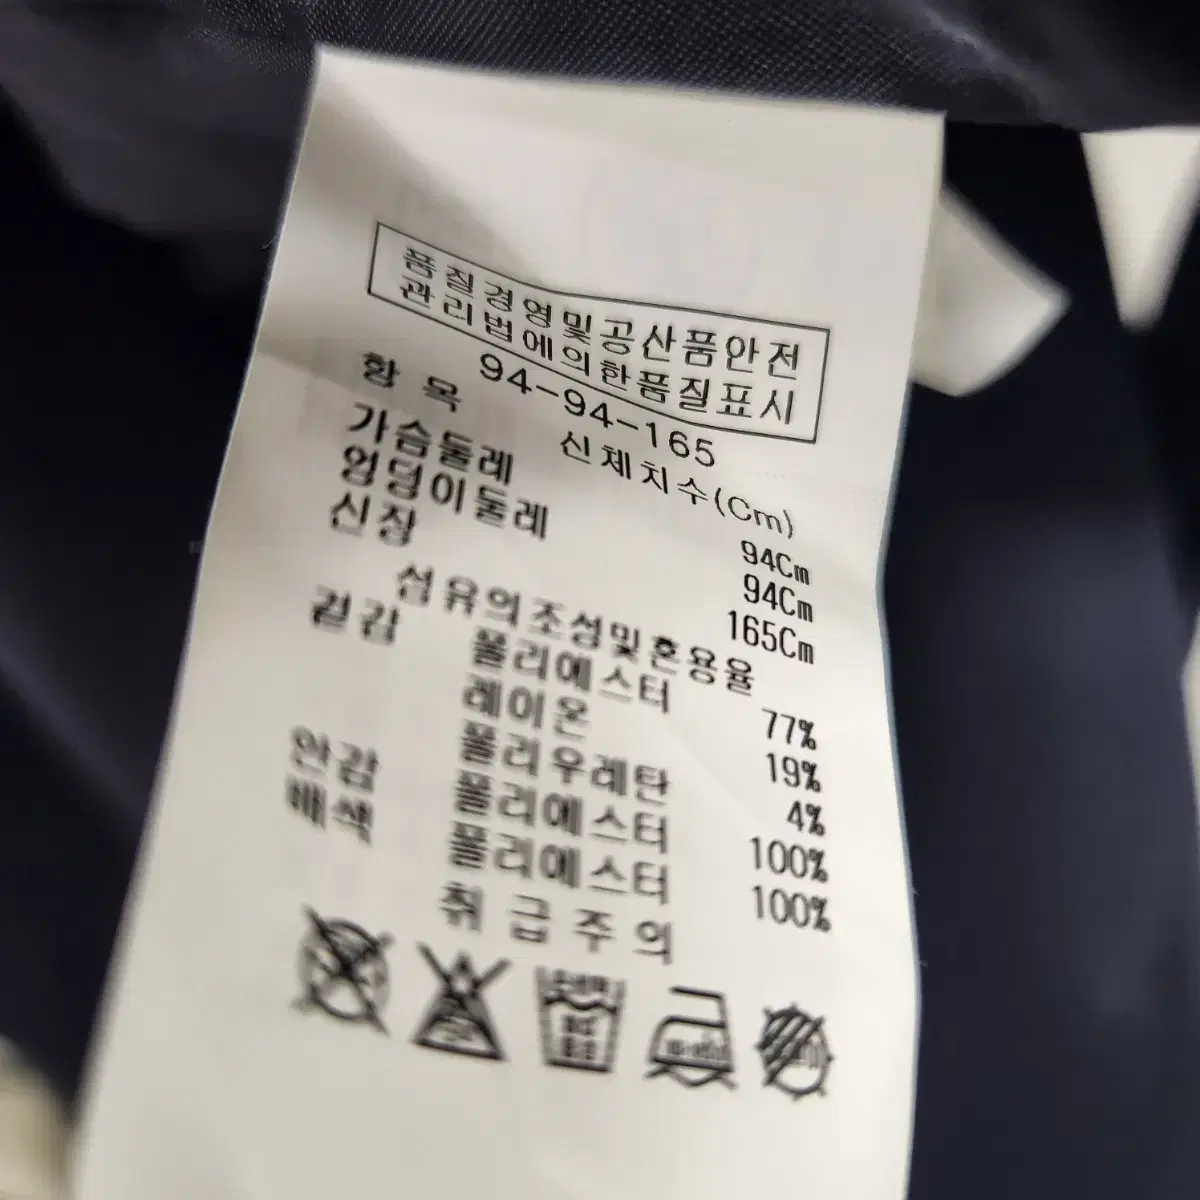 품질경영및공산품안전
관리법에의한품질표시
94-94-165
항 목 신체치수(Cm)
가슴둘레 94Cm
엉덩이둘레 94Cm
신장 165Cm
섬유의조성및혼용율
겉감 폴리에스터 77%
레이온 19%
폴리우레탄 4%
안감 폴리에스터 100%
배색 폴리에스터 100%
취급주의